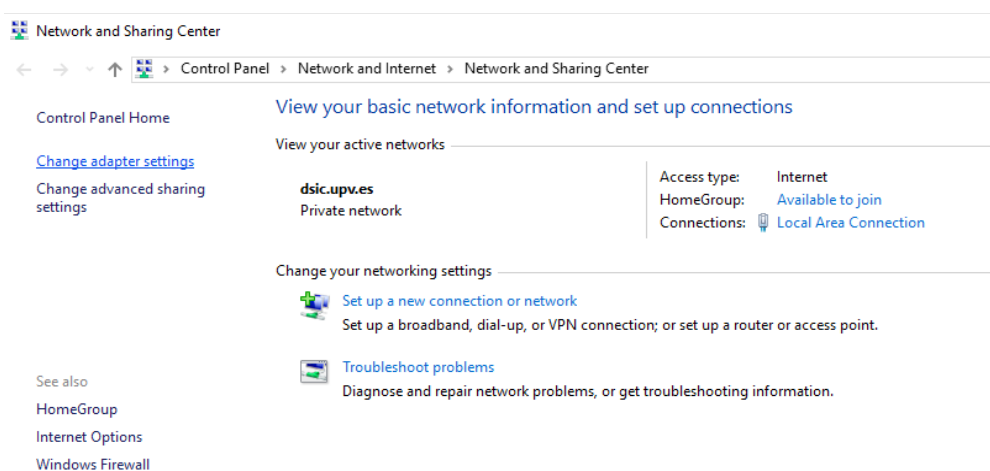 Network and Sharing Center
Control Panel > Network and Internet > Network and Sharing Center
Control Panel Home
Change adapter settings
Change advanced sharing
settings
See also
HomeGroup
Internet Options
Windows Firewall
View your basic network information and set up connections
View your active networks
dsic.upv.es
Private network
Access type: Internet
HomeGroup: Available to join
Connections: Local Area Connection
Change your networking settings
Set up a new connection or network
Set up a broadband, dial-up, or VPN connection; or set up a router or access point.
Troubleshoot problems
Diagnose and repair network problems, or get troubleshooting information.